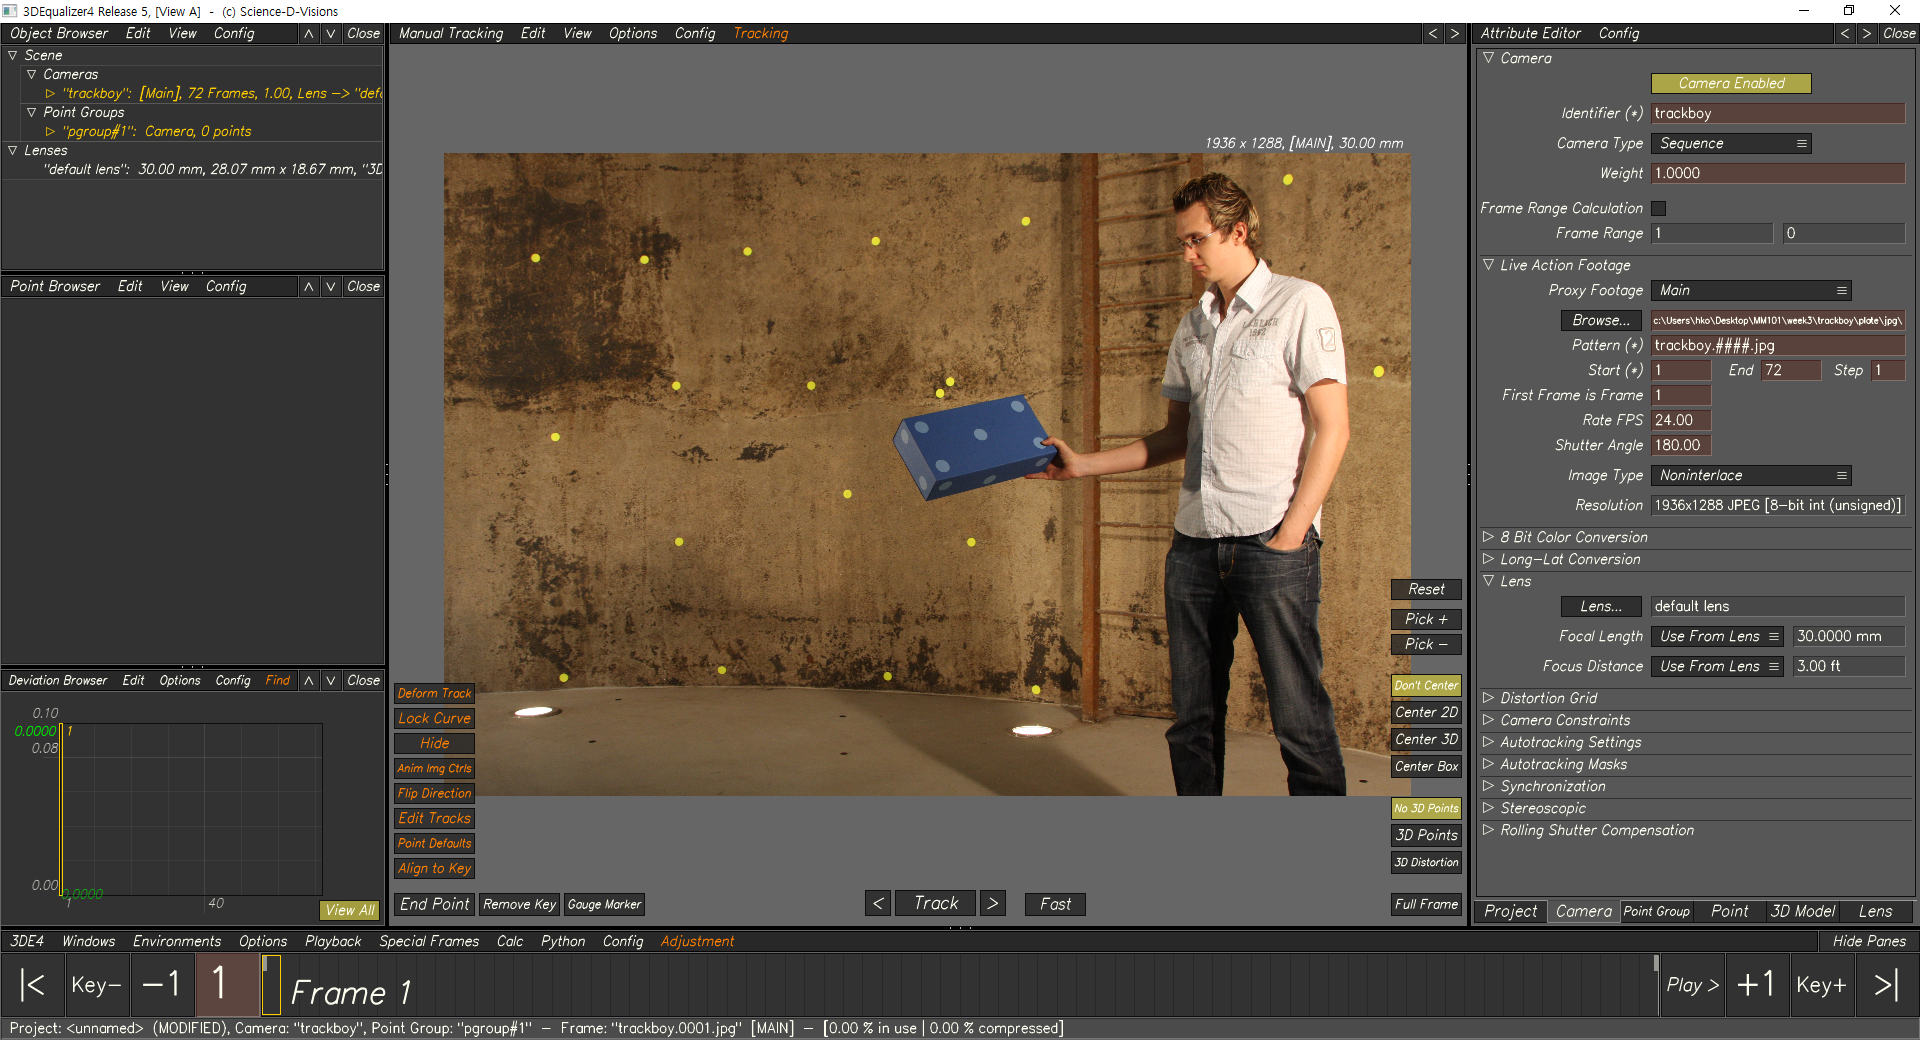 3DEqualizer4 Release 5, [View A]  -  (c) Science-D-Visions
Object Browser Edit View Config Close
Scene
Cameras
"trackboy":  [Main], 72 Frames, 1.00, Lens -> "defa
Point Groups
"pgroup#1":  Camera, 0 points
Lenses
"default lens":  30.00 mm, 28.07 mm x 18.67 mm, "3D
Point Browser Edit View Config Close
Deviation Browser Edit Options Config Find Close
0.10
0.0000
1
0.08
0.00
0.0000
1
40
View All
Manual Tracking Edit View Options Config Tracking < >
1936 x 1288, [MAIN], 30.00 mm
Reset
Pick +
Pick -
Don't Center
Center 2D
Center 3D
Center Box
No 3D Points
3D Points
3D Distortion
Full Frame
Deform Track
Lock Curve
Hide
Anim Img Ctrls
Flip Direction
Edit Tracks
Point Defaults
Align to Key
End Point Remove Key Gauge Marker < Track > Fast
Attribute Editor Config < > Close
Camera
Camera Enabled
Identifier (*) trackboy
Camera Type Sequence
Weight 1.0000
Frame Range Calculation
Frame Range 1 0
Live Action Footage
Proxy Footage Main
Browse... c:\Users\hko\Desktop\MM101\week3\trackboy\plate\jpg\
Pattern (*) trackboy.####.jpg
Start (*) 1 End 72 Step 1
First Frame is Frame 1
Rate FPS 24.00
Shutter Angle 180.00
Image Type Noninterlace
Resolution 1936x1288 JPEG [8-bit int (unsigned)]
8 Bit Color Conversion
Long-Lat Conversion
Lens
Lens... default lens
Focal Length Use From Lens 30.0000 mm
Focus Distance Use From Lens 3.00 ft
Distortion Grid
Camera Constraints
Autotracking Settings
Autotracking Masks
Synchronization
Stereoscopic
Rolling Shutter Compensation
Project Camera Point Group Point 3D Model Lens
3DE4 Windows Environments Options Playback Special Frames Calc Python Config Adjustment Hide Panes
|< Key- -1 1 Frame 1 Play > +1 Key+ >|
Project: <unnamed>  (MODIFIED), Camera: "trackboy", Point Group: "pgroup#1"  -  Frame: "trackboy.0001.jpg"  [MAIN]  -  [0.00 % in use | 0.00 % compressed]